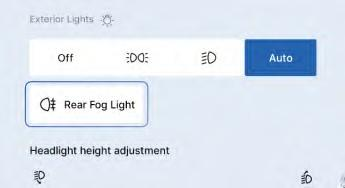 Exterior Lights
Off Auto
Rear Fog Light
Headlight height adjustment